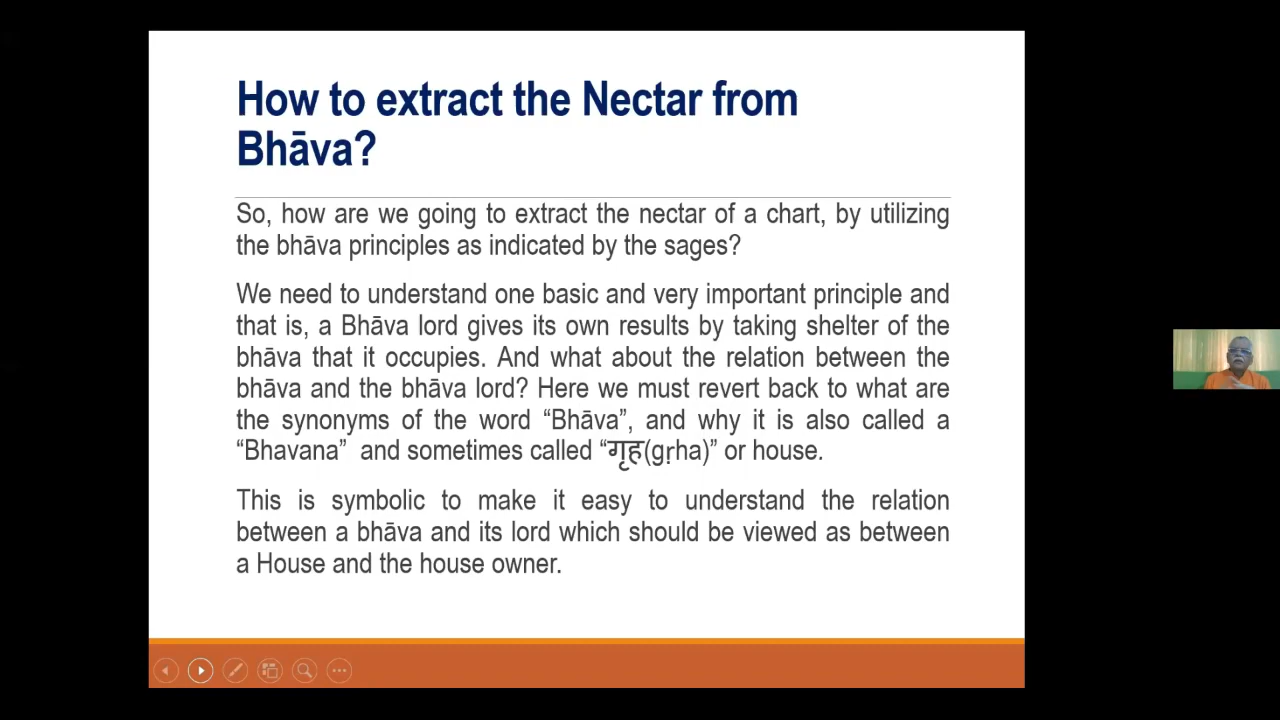 How to extract the Nectar from
Bhāva?
So, how are we going to extract the nectar of a chart, by utilizing
the bhāva principles as indicated by the sages?
We need to understand one basic and very important principle and
that is, a Bhāva lord gives its own results by taking shelter of the
bhāva that it occupies. And what about the relation between the
bhāva and the bhāva lord? Here we must revert back to what are
the synonyms of the word “Bhāva”, and why it is also called a
“Bhavana” and sometimes called “गृह(gṛha)” or house.
This is symbolic to make it easy to understand the relation
between a bhāva and its lord which should be viewed as between
a House and the house owner.